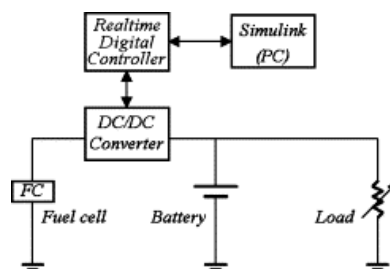 Realtime
Digital
Controller
Simulink
(PC)
DC/DC
Converter
FC
Fuel cell
Battery
Load